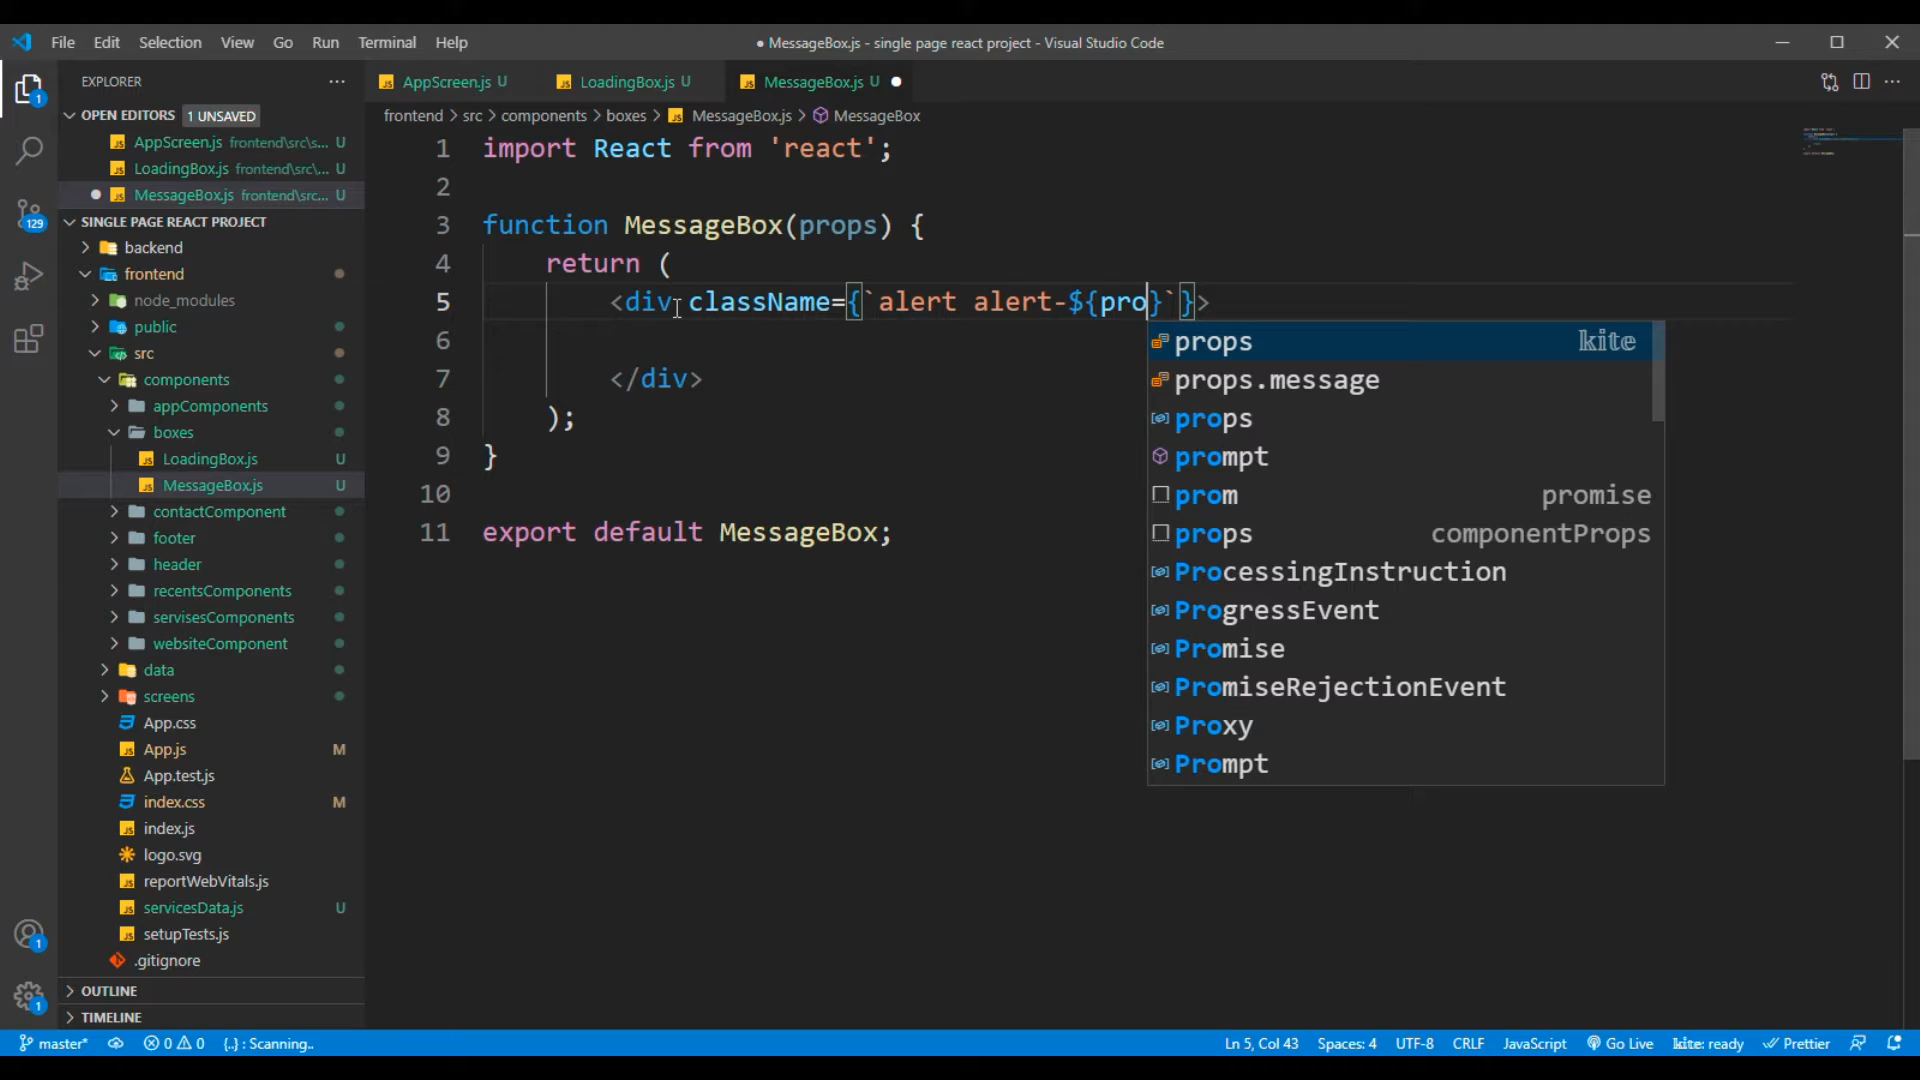 File Edit Selection View Go Run Terminal Help ● MessageBox.js - single page react project - Visual Studio Code
EXPLORER ···
AppScreen.js U LoadingBox.js U MessageBox.js U
OPEN EDITORS 1 UNSAVED
frontend > src > components > boxes > MessageBox.js > MessageBox
AppScreen.js frontend\src\s... U
LoadingBox.js frontend\src\... U
MessageBox.js frontend\src... U
SINGLE PAGE REACT PROJECT
backend
frontend
node_modules
public
src
components
appComponents
boxes
LoadingBox.js U
MessageBox.js U
contactComponent
footer
header
recentsComponents
servisesComponents
websiteComponent
data
screens
App.css
App.js M
App.test.js
index.css M
index.js
logo.svg
reportWebVitals.js
servicesData.js U
setupTests.js
.gitignore
OUTLINE
TIMELINE
1 import React from 'react';
2
3 function MessageBox(props) {
4 return (
5 <div className={`alert alert-${pro}`}>
6
7 </div>
8 );
9 }
10
11 export default MessageBox;
props kite
props.message
props
prompt
prom promise
props componentProps
ProcessingInstruction
ProgressEvent
Promise
PromiseRejectionEvent
Proxy
Prompt
1
129
1
1
master* 0 0 {..} : Scanning.. Ln 5, Col 43 Spaces: 4 UTF-8 CRLF JavaScript Go Live kite: ready Prettier